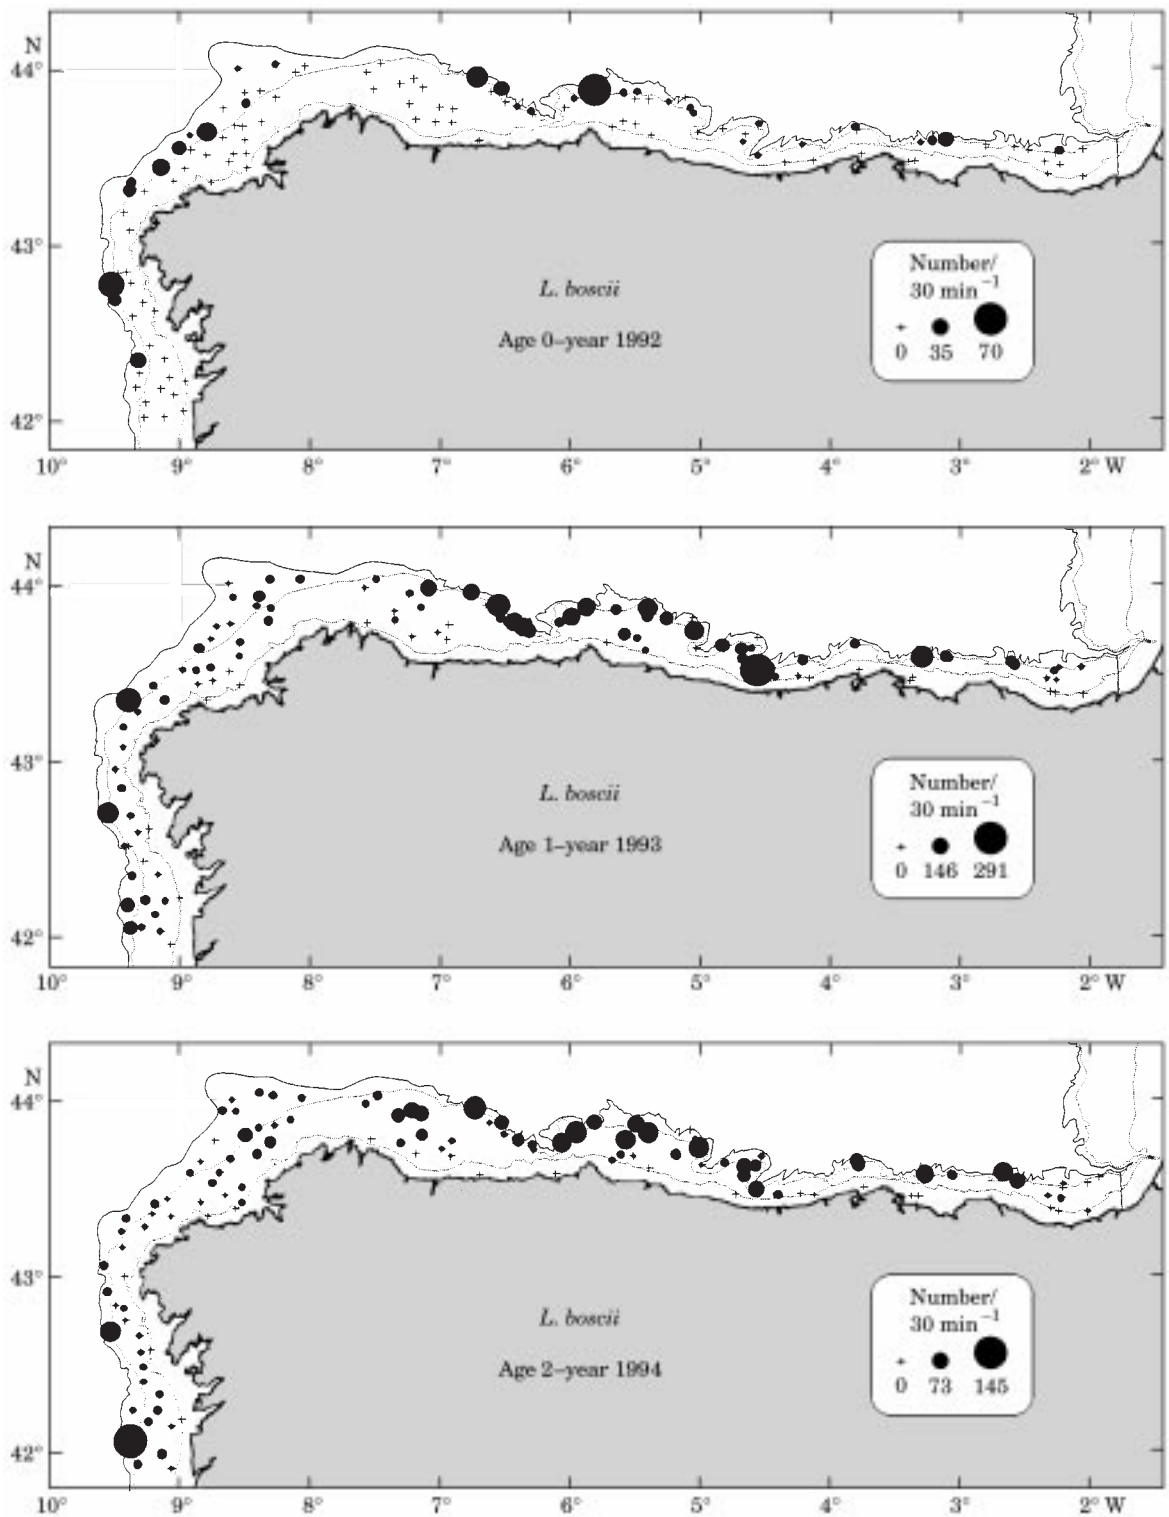 N
44°
43°
42°
L. boscii
Age 0–year 1992
Number/
30 min⁻¹
0 35 70
10° 9° 8° 7° 6° 5° 4° 3° 2° W
N
44°
43°
42°
L. boscii
Age 1–year 1993
Number/
30 min⁻¹
0 146 291
10° 9° 8° 7° 6° 5° 4° 3° 2° W
N
44°
43°
42°
L. boscii
Age 2–year 1994
Number/
30 min⁻¹
0 73 145
10° 9° 8° 7° 6° 5° 4° 3° 2° W